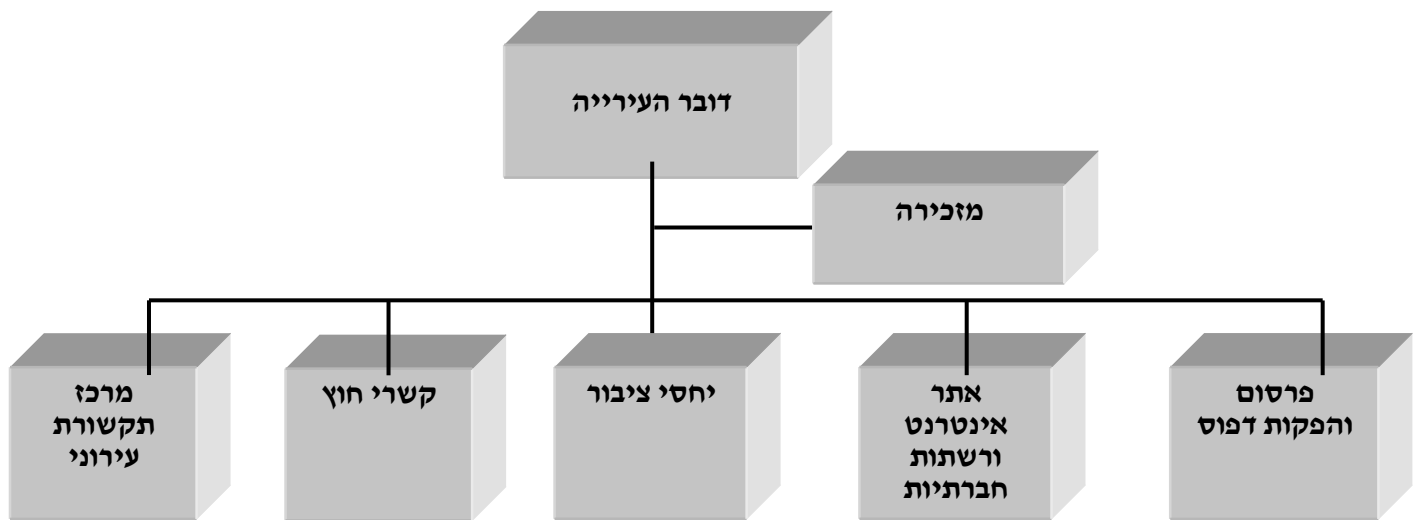 דובר העירייה
מזכירה
פרסום
והפקות דפוס
אתר
אינטרנט
ורשתות
חברתיות
יחסי ציבור
קשרי חוץ
מרכז
תקשורת
עירוני